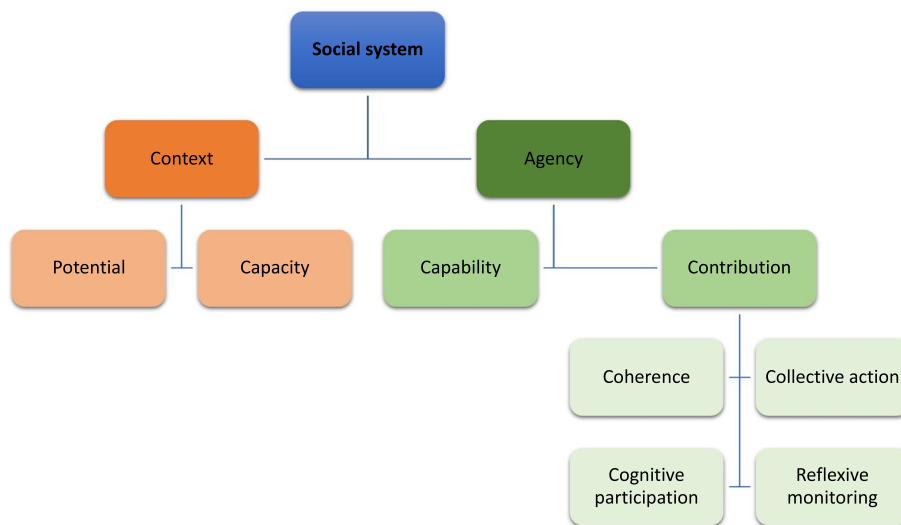 Social system
Context
Agency
Potential
Capacity
Capability
Contribution
Coherence
Collective action
Cognitive
participation
Reflexive
monitoring